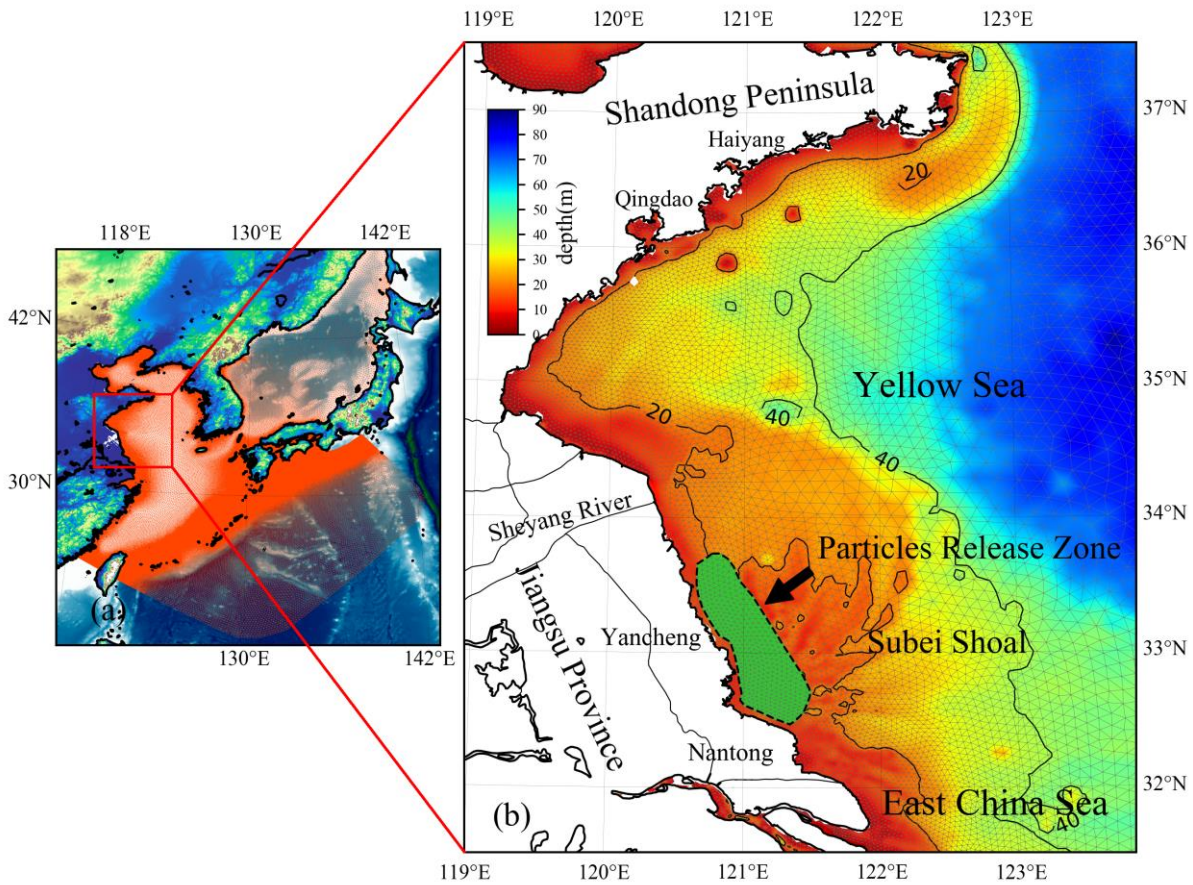 119°E 120°E 121°E 122°E 123°E
Shandong Peninsula
37°N
90
80
70
60
50
40
30
20
10
0
depth(m)
Haiyang
20
Qingdao
36°N
118°E 130°E 142°E
42°N
30°N
(a)
130°E 142°E
Yellow Sea
35°N
20
40
40
Sheyang River
34°N
Particles Release Zone
Jiangsu Province
Yancheng
Subei Shoal
33°N
Nantong
32°N
East China Sea
40
(b)
119°E 120°E 121°E 122°E 123°E